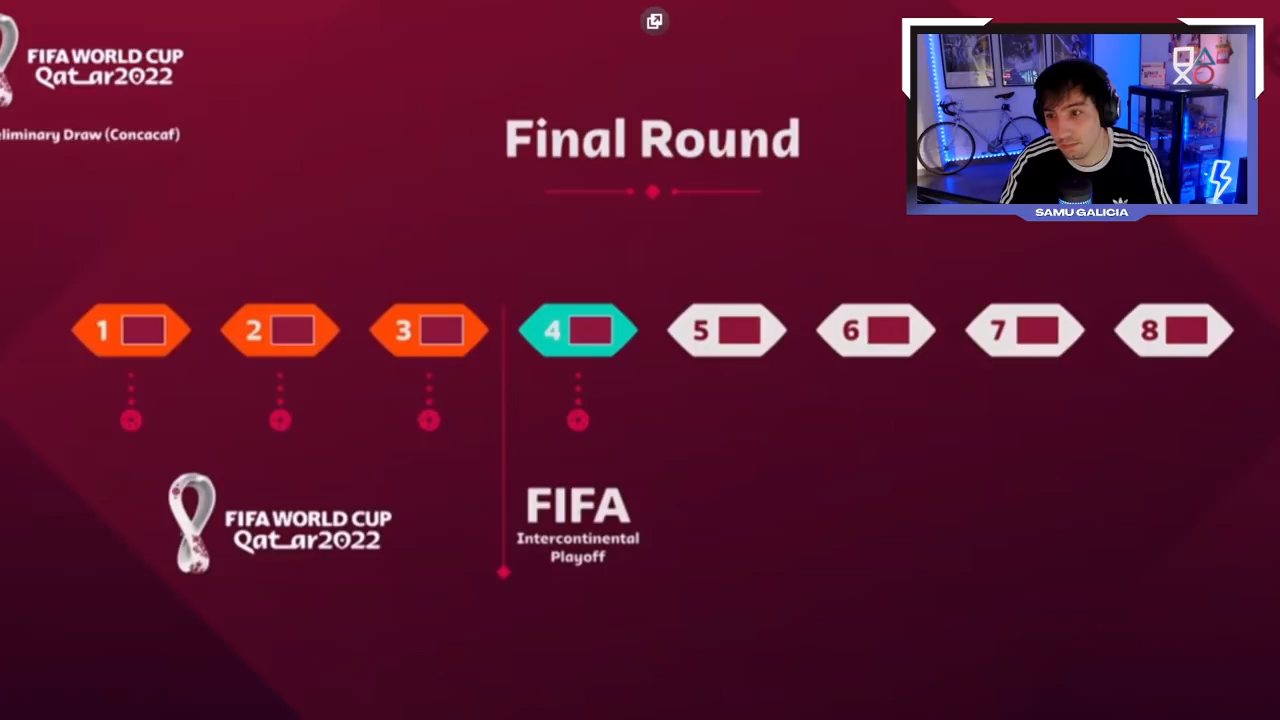 FIFA WORLD CUP
Qatar2022
eliminary Draw (Concacaf)
SAMU GALICIA
Final Round
1
2
3
4
5
6
7
8
FIFA WORLD CUP
Qatar2022
FIFA
Intercontinental
Playoff